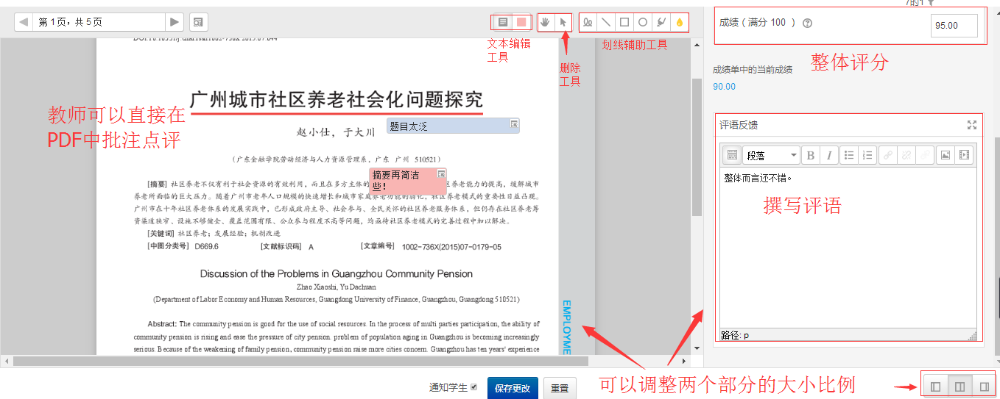 第 1 页，共 5 页
文本编辑
工具
删除
工具
划线辅助工具
教师可以直接在
PDF中批注点评
广州城市社区养老社会化问题探究
赵小仕，于大川
题目太泛
（广东金融学院劳动经济与人力资源管理系，广东 广州 510521）
摘要再简洁
些！
[摘要] 社区养老不仅有利于社会资源的有效利用，而且在多方主体的 区养老能力的提高，缓解城市
养老所面临的巨大压力。随着广州市老年人口规模的快速增长和城市家庭养老功能的弱化，社区养老模式的重要性日益凸现。
广州市在十年社区养老体系的发展实践中，已形成政府主导、社会参与、全民关怀的社区养老服务体系，但仍存在社区养老筹
资渠道狭窄、设施不够健全、覆盖范围有限、公众参与程度不高等问题，均亟待社区养老模式的完善过程中加以解决。
[关键词] 社区养老；发展经验；机制改进
[中图分类号] D669.6 [文献标识码] A [文章编号] 1002-736X(2015)07-0179-05
Discussion of the Problems in Guangzhou Community Pension
Zhao Xiaoshi, Yu Dachuan
(Department of Labor Economy and Human Resources, Guangdong University of Finance, Guangzhou, Guangdong 510521)
Abstract: The community pension is good for the use of social resources. In the process of multi parties participation, the ability of
community pension is rising and ease the pressure of city pension. problem of population aging in Guangzhou is becoming increasingly
serious. Because of the weakening of family pension, community pension raise more cities concern. Guangzhou has ten years' experience
EMPLOYME
7的1
成绩（满分 100 ）
95.00
整体评分
成绩单中的当前成绩
90.00
评语反馈
段落
B I
整体而言还不错。
撰写评语
路径: p
通知学生
保存更改
重置
可以调整两个部分的大小比例